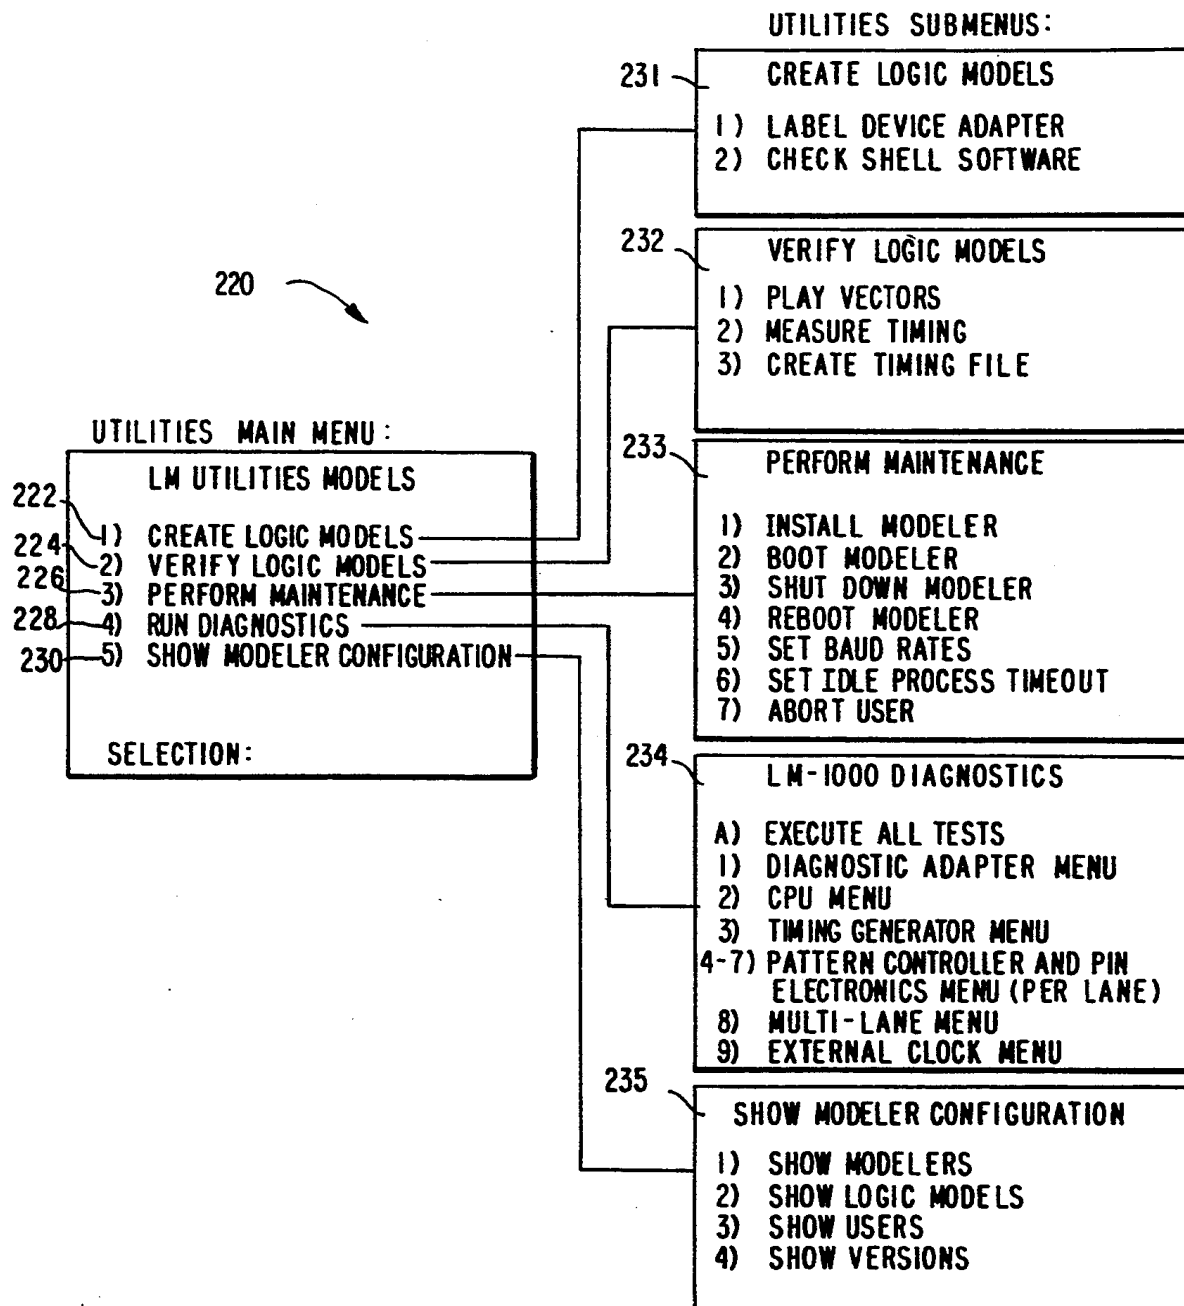 220
UTILITIES MAIN MENU:
LM UTILITIES MODELS
222 1) CREATE LOGIC MODELS
224 2) VERIFY LOGIC MODELS
226 3) PERFORM MAINTENANCE
228 4) RUN DIAGNOSTICS
230 5) SHOW MODELER CONFIGURATION
SELECTION:
UTILITIES SUBMENUS:
231 CREATE LOGIC MODELS
1) LABEL DEVICE ADAPTER
2) CHECK SHELL SOFTWARE
232 VERIFY LOGIC MODELS
1) PLAY VECTORS
2) MEASURE TIMING
3) CREATE TIMING FILE
233 PERFORM MAINTENANCE
1) INSTALL MODELER
2) BOOT MODELER
3) SHUT DOWN MODELER
4) REBOOT MODELER
5) SET BAUD RATES
6) SET IDLE PROCESS TIMEOUT
7) ABORT USER
234 LM-1000 DIAGNOSTICS
A) EXECUTE ALL TESTS
1) DIAGNOSTIC ADAPTER MENU
2) CPU MENU
3) TIMING GENERATOR MENU
4-7) PATTERN CONTROLLER AND PIN
ELECTRONICS MENU (PER LANE)
8) MULTI-LANE MENU
9) EXTERNAL CLOCK MENU
235 SHOW MODELER CONFIGURATION
1) SHOW MODELERS
2) SHOW LOGIC MODELS
3) SHOW USERS
4) SHOW VERSIONS